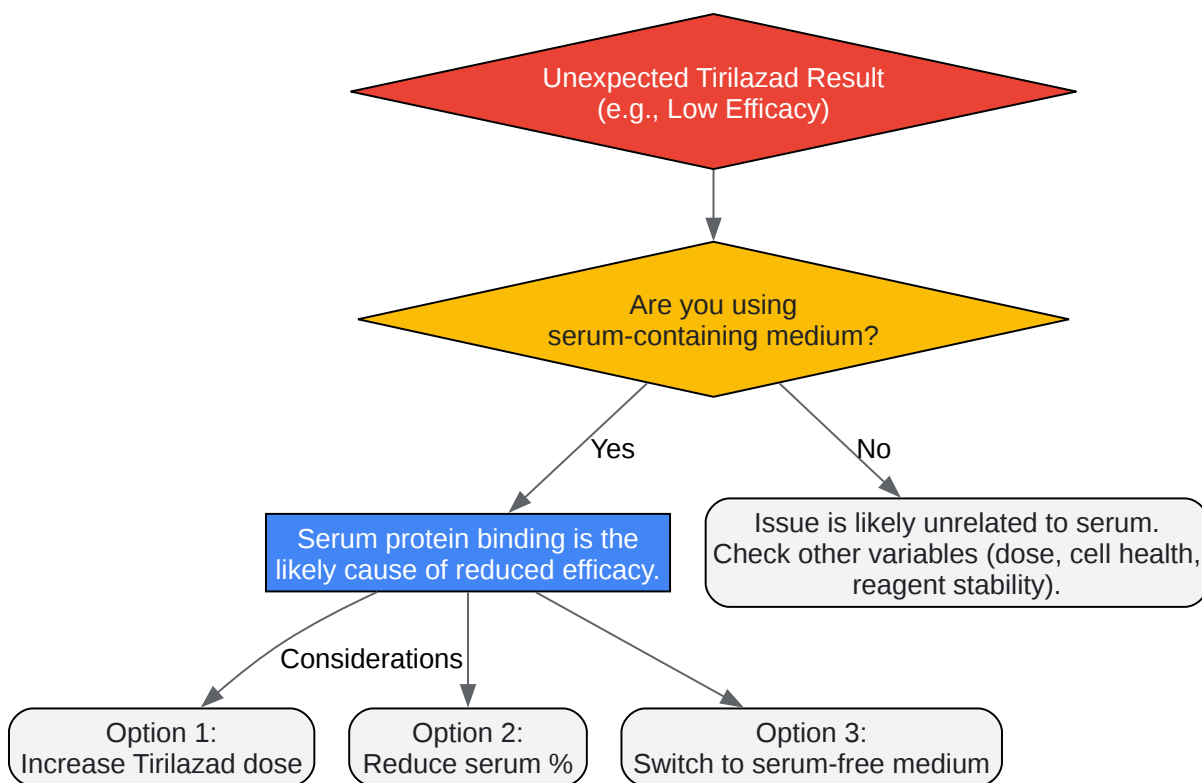 Unexpected Tirilazad Result
(e.g., Low Efficacy)
Are you using
serum-containing medium?
Yes
No
Serum protein binding is the
likely cause of reduced efficacy.
Issue is likely unrelated to serum.
Check other variables (dose, cell health,
reagent stability).
Considerations
Option 1:
Increase Tirilazad dose
Option 2:
Reduce serum %
Option 3:
Switch to serum-free medium